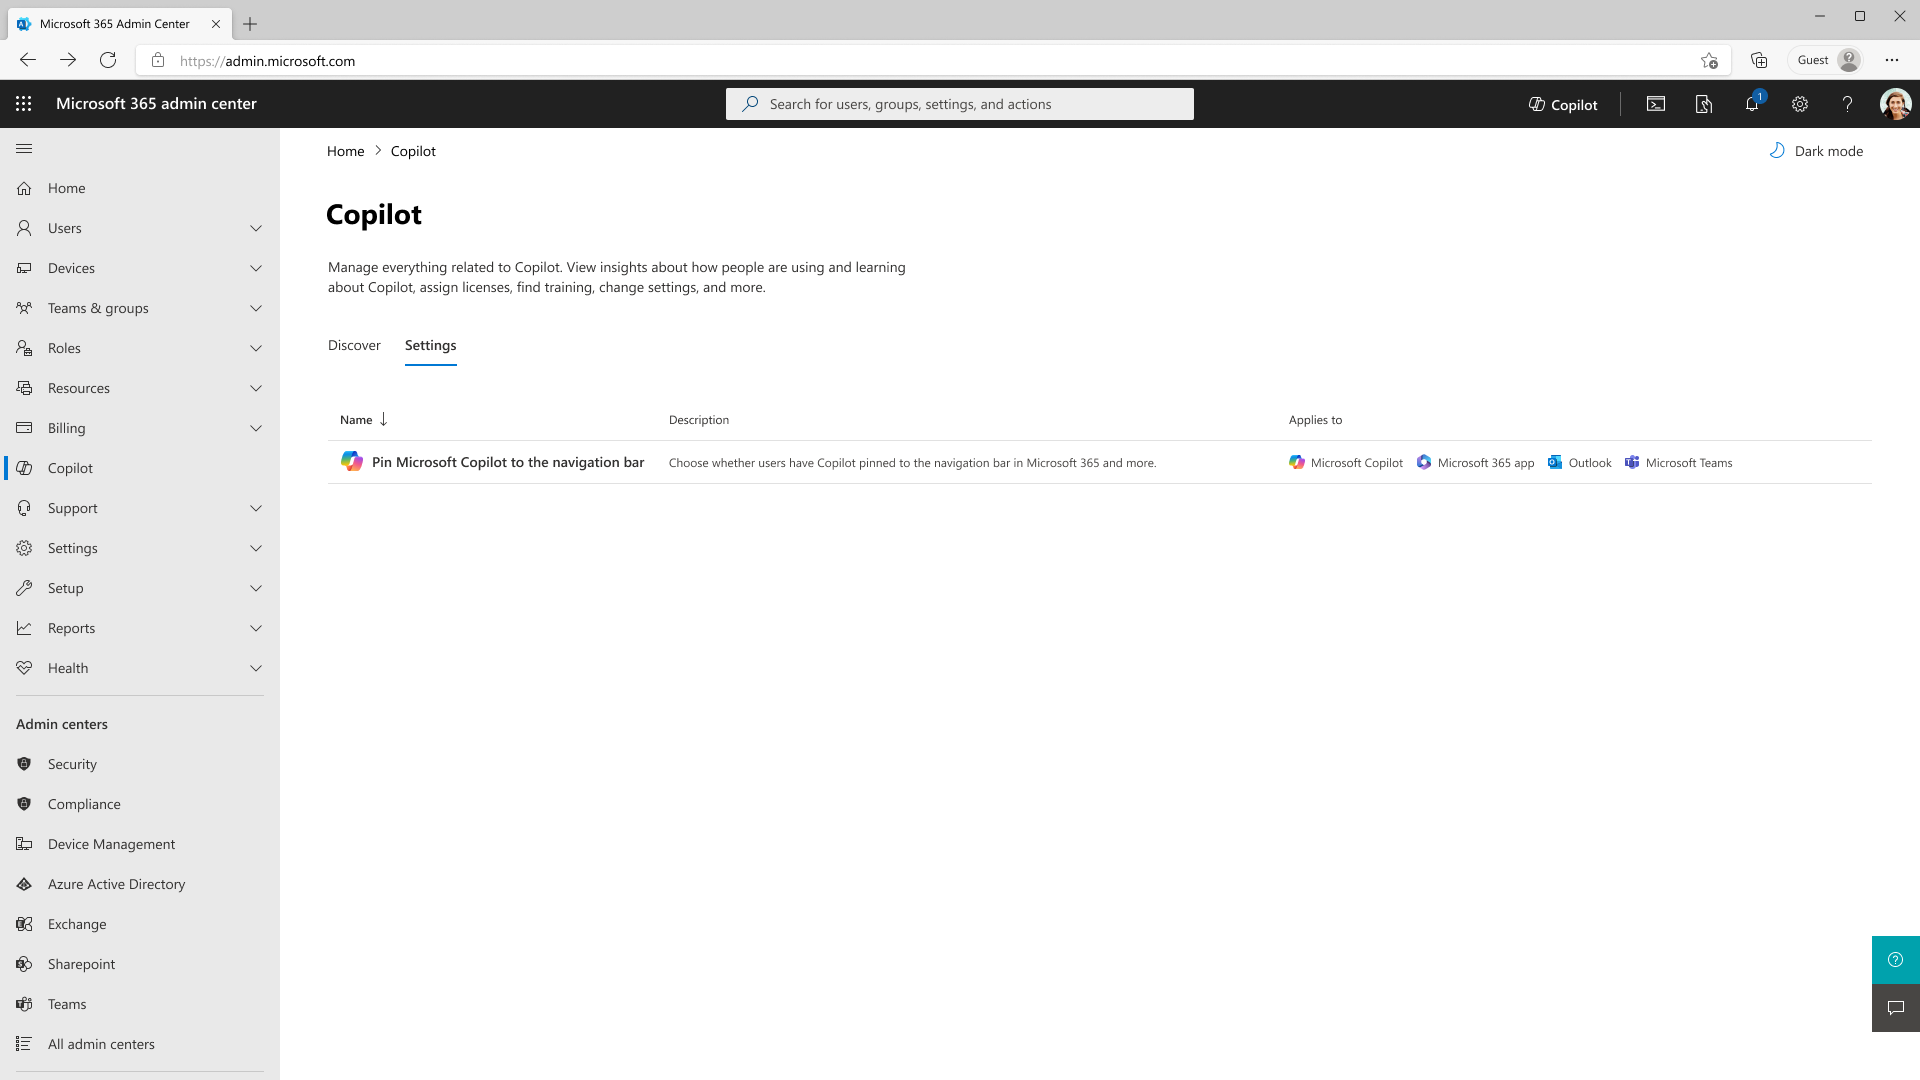 Microsoft 365 Admin Center
https://admin.microsoft.com
Guest
Microsoft 365 admin center
Search for users, groups, settings, and actions
Copilot
1
Home
Users
Devices
Teams & groups
Roles
Resources
Billing
Copilot
Support
Settings
Setup
Reports
Health
Admin centers
Security
Compliance
Device Management
Azure Active Directory
Exchange
Sharepoint
Teams
All admin centers
Home > Copilot
Dark mode
Copilot
Manage everything related to Copilot. View insights about how people are using and learning
about Copilot, assign licenses, find training, change settings, and more.
Discover Settings
Name ↓ Description Applies to
Pin Microsoft Copilot to the navigation bar Choose whether users have Copilot pinned to the navigation bar in Microsoft 365 and more. Microsoft Copilot Microsoft 365 app Outlook Microsoft Teams